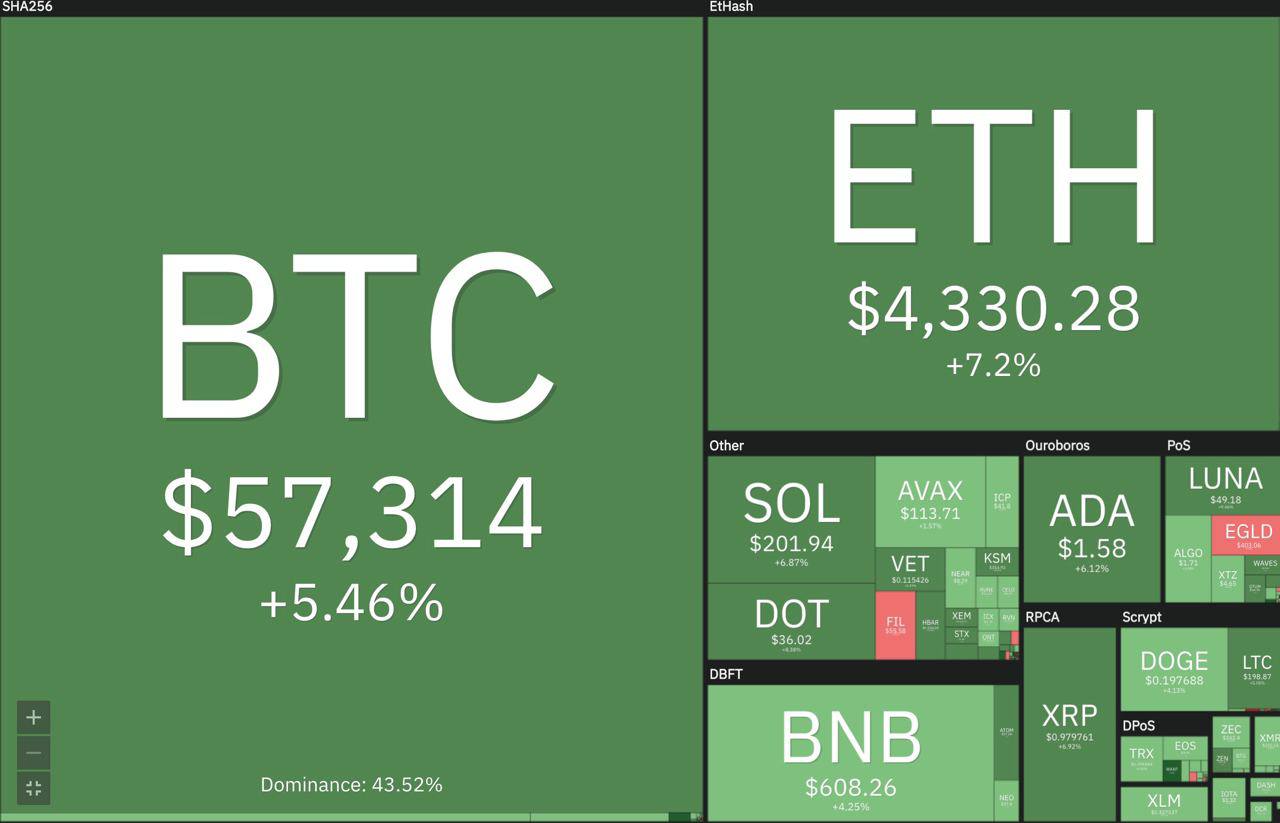 SHA256
BTC
$57,314
+5.46%
Dominance: 43.52%
EtHash
ETH
$4,330.28
+7.2%
Other
SOL
$201.94
+6.87%
DOT
$36.02
AVAX
$113.71
+1.57%
ICP
$41.8
VET
$0.115426
FIL
$55.58
HBAR
NEAR
KSM
XEM
STX
ICX
RVN
ONT
DBFT
BNB
$608.26
+4.25%
ATOM
NEO
Ouroboros
ADA
$1.58
+6.12%
PoS
LUNA
$49.18
ALGO
$1.71
EGLD
$403.06
XTZ
$4.65
WAVES
RPCA
XRP
$0.979761
+6.92%
Scrypt
DOGE
$0.197688
+4.13%
LTC
$198.87
DPoS
TRX
EOS
XLM
ZEC
ZEN
BTG
XMR
IOTA
DASH
DCR